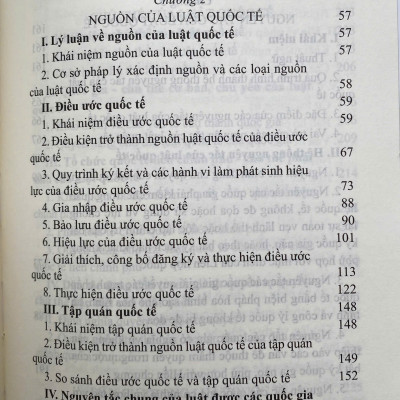 Chương 2
NGUỒN CỦA LUẬT QUỐC TẾ 57
I. Lý luận về nguồn của luật quốc tế 57
1. Khái niệm nguồn của luật quốc tế 57
2. Cơ sở pháp lý xác định nguồn và các loại nguồn
của luật quốc tế 58
II. Điều ước quốc tế 59
1. Khái niệm điều ước quốc tế 59
2. Điều kiện trở thành nguồn luật quốc tế của điều ước
quốc tế 67
3. Quy trình ký kết và các hành vi làm phát sinh hiệu
lực của điều ước quốc tế 73
4. Gia nhập điều ước quốc tế 88
5. Bảo lưu điều ước quốc tế 90
6. Hiệu lực của điều ước quốc tế 101
7. Giải thích, công bố đăng ký và thực hiện điều ước
quốc tế 113
8. Thực hiện điều ước quốc tế 122
III. Tập quán quốc tế 148
1. Khái niệm tập quán quốc tế 148
2. Điều kiện trở thành nguồn luật quốc tế của tập quán
quốc tế 149
3. So sánh điều ước quốc tế và tập quán quốc tế 152
IV. Nguyên tắc chung của luật được các quốc gia